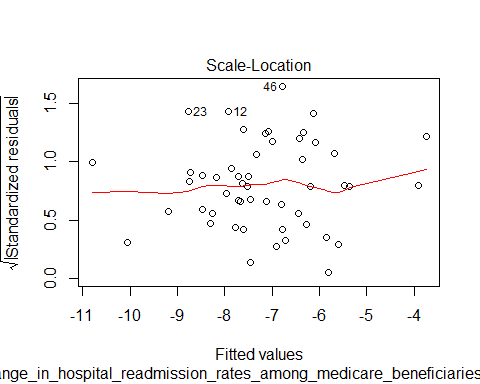 Scale-Location
√|Standardized residuals|
0.0 0.5 1.0 1.5
46
23 12
-11 -10 -9 -8 -7 -6 -5 -4
Fitted values
ange_in_hospital_readmission_rates_among_medicare_beneficiaries